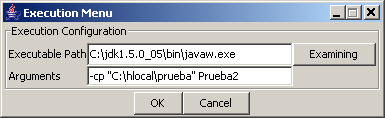 Execution Menu
Execution Configuration
Executable Path C:\jdk1.5.0_05\bin\javaw.exe Examining
Arguments -cp "C:\hlocal\prueba" Prueba2
OK Cancel